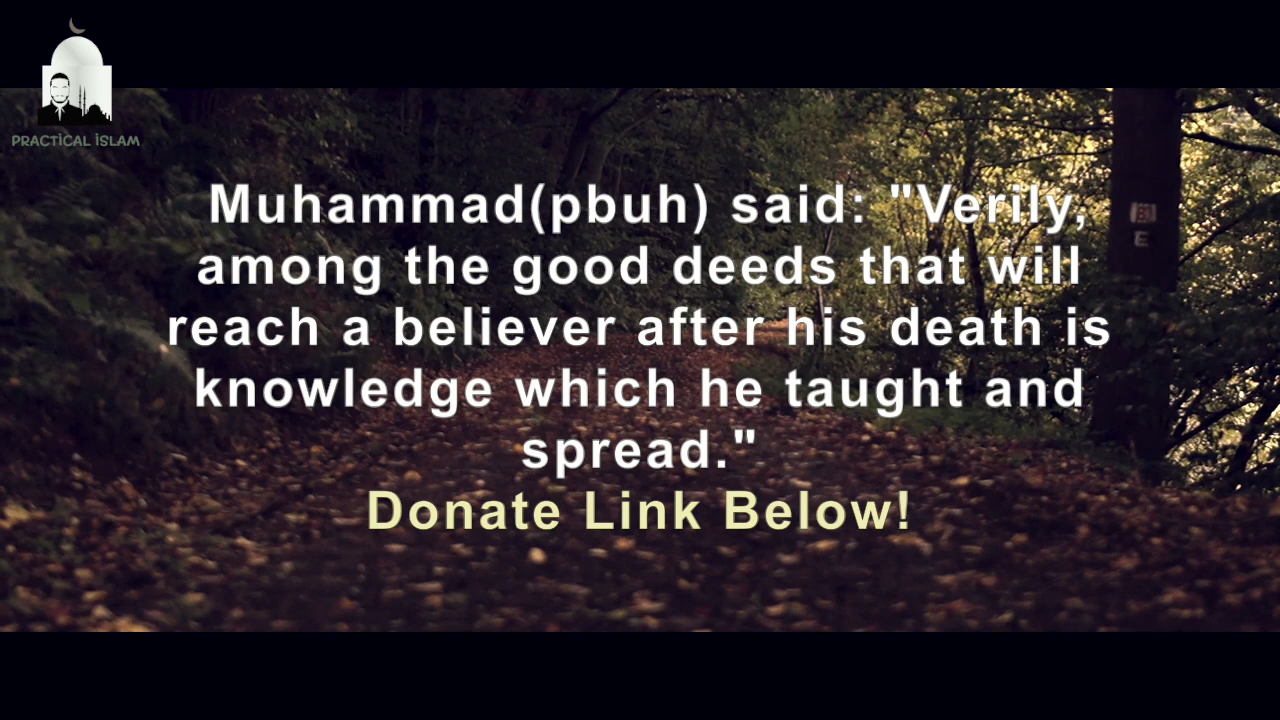 PRACTİCAL İSLAM
Muhammad(pbuh) said: "Verily,
among the good deeds that will
reach a believer after his death is
knowledge which he taught and
spread."
Donate Link Below!